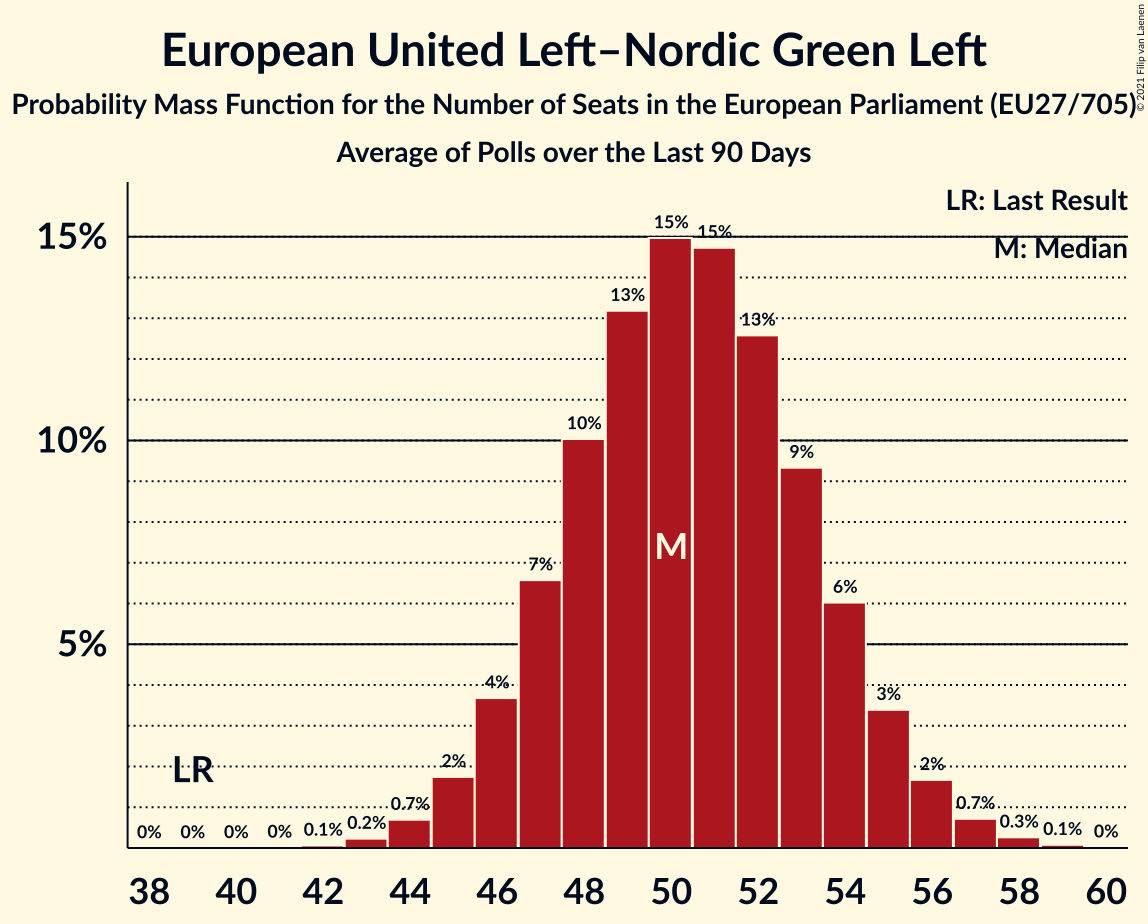 European United Left–Nordic Green Left
Probability Mass Function for the Number of Seats in the European Parliament (EU27/705)
Average of Polls over the Last 90 Days
© 2021 Filip van Laenen
LR: Last Result
M: Median
15%
10%
5%
0% 0% 0% 0% 0.1% 0.2% 0.7% 2% 4% 7% 10% 13% 15% 15% 13% 9% 6% 3% 2% 0.7% 0.3% 0.1% 0%
LR
M
38 40 42 44 46 48 50 52 54 56 58 60